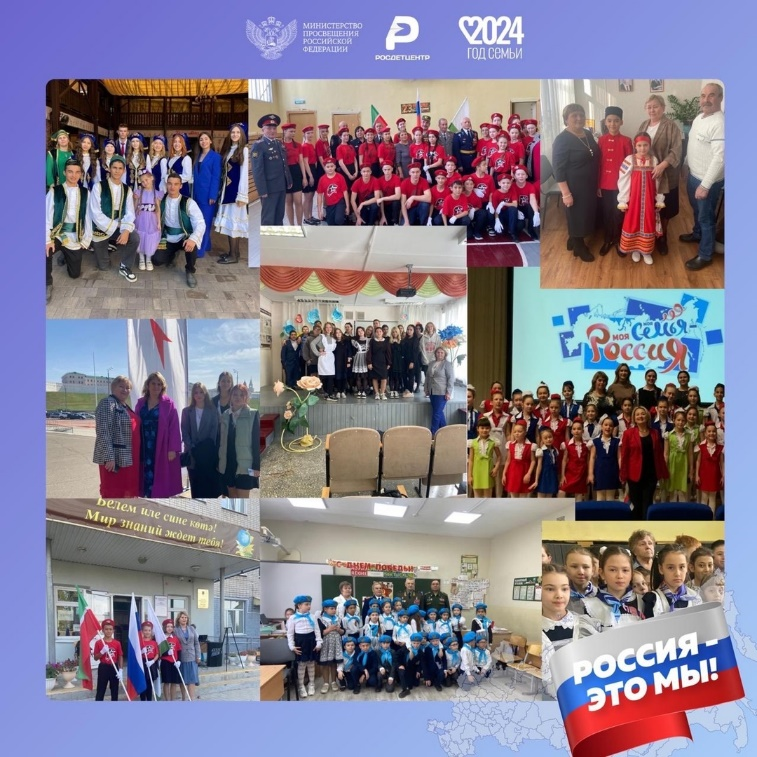 МИНИСТЕРСТВО
ПРОСВЕЩЕНИЯ
РОССИЙСКОЙ
ФЕДЕРАЦИИ
РОСДЕТЦЕНТР
2024
ГОД СЕМЬИ
МОЯ
СЕМЬЯ-
РОССИЯ
Белем иле сине көтә!
Мир знаний ждет тебя!
С ДНЕМ ПОБЕДЫ
РОССИЯ -
ЭТО МЫ!